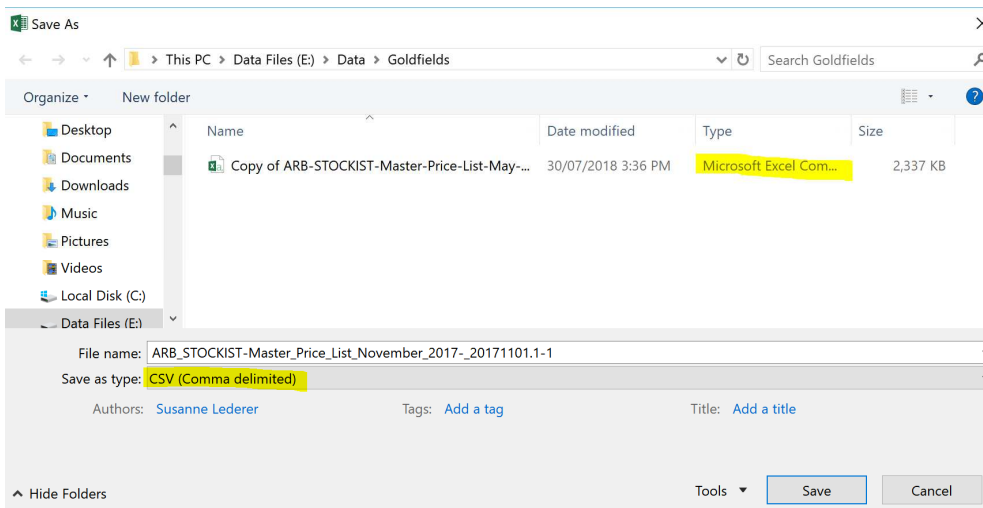 Save As
This PC > Data Files (E:) > Data > Goldfields
Search Goldfields
Organize
New folder
?
Desktop
Documents
Downloads
Music
Pictures
Videos
Local Disk (C:)
Data Files (E:)
Name Date modified Type Size
Copy of ARB-STOCKIST-Master-Price-List-May-... 30/07/2018 3:36 PM Microsoft Excel Com... 2,337 KB
File name: ARB_STOCKIST-Master_Price_List_November_2017-_20171101.1-1
Save as type: CSV (Comma delimited)
Authors: Susanne Lederer Tags: Add a tag Title: Add a title
Hide Folders
Tools Save Cancel